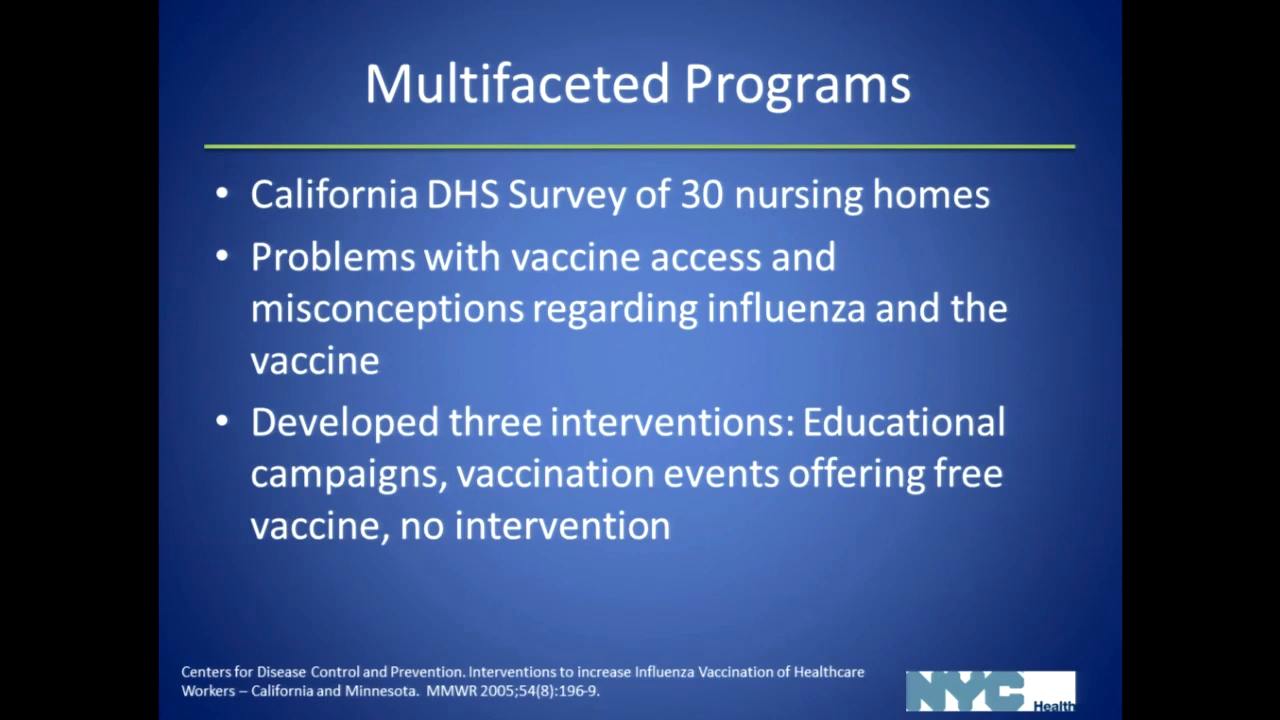 Multifaceted Programs
• California DHS Survey of 30 nursing homes
• Problems with vaccine access and
misconceptions regarding influenza and the
vaccine
• Developed three interventions: Educational
campaigns, vaccination events offering free
vaccine, no intervention
Centers for Disease Control and Prevention. Interventions to increase Influenza Vaccination of Healthcare
Workers – California and Minnesota. MMWR 2005;54(8):196-9.
NYC
Health